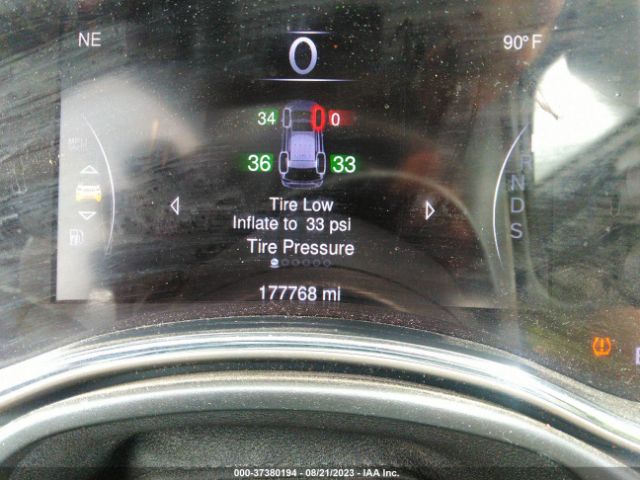 NE
0
90° F
34
0
36
33
Tire Low
Inflate to 33 psi
Tire Pressure
177768 mi
R
N
D
S
000-37380194 - 08/21/2023 - IAA Inc.